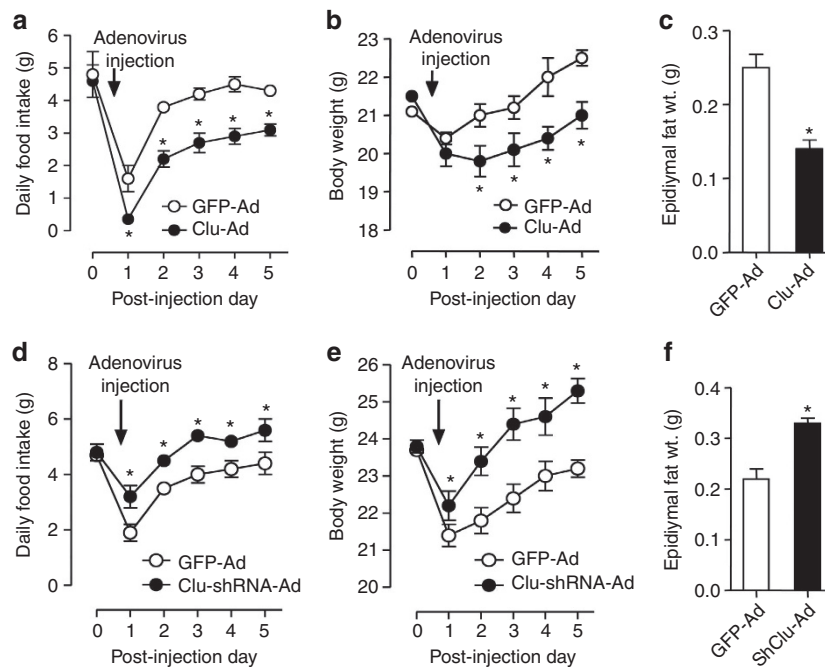 a
Daily food intake (g)
6
5
4
3
2
1
0
Adenovirus
injection
*
*
*
*
*
GFP-Ad
Clu-Ad
0 1 2 3 4 5
Post-injection day
b
Body weight (g)
23
22
21
20
19
18
Adenovirus
injection
*
*
*
*
GFP-Ad
Clu-Ad
0 1 2 3 4 5
Post-injection day
c
Epidiymal fat wt. (g)
0.3
0.2
0.1
0.0
*
GFP-Ad
Clu-Ad
d
Daily food intake (g)
8
6
4
2
0
Adenovirus
injection
*
*
*
*
*
GFP-Ad
Clu-shRNA-Ad
0 1 2 3 4 5
Post-injection day
e
Body weight (g)
26
25
24
23
22
21
20
Adenovirus
injection
*
*
*
*
*
GFP-Ad
Clu-shRNA-Ad
0 1 2 3 4 5
Post-injection day
f
Epidiymal fat wt. (g)
0.4
0.3
0.2
0.1
0.0
*
GFP-Ad
ShClu-Ad